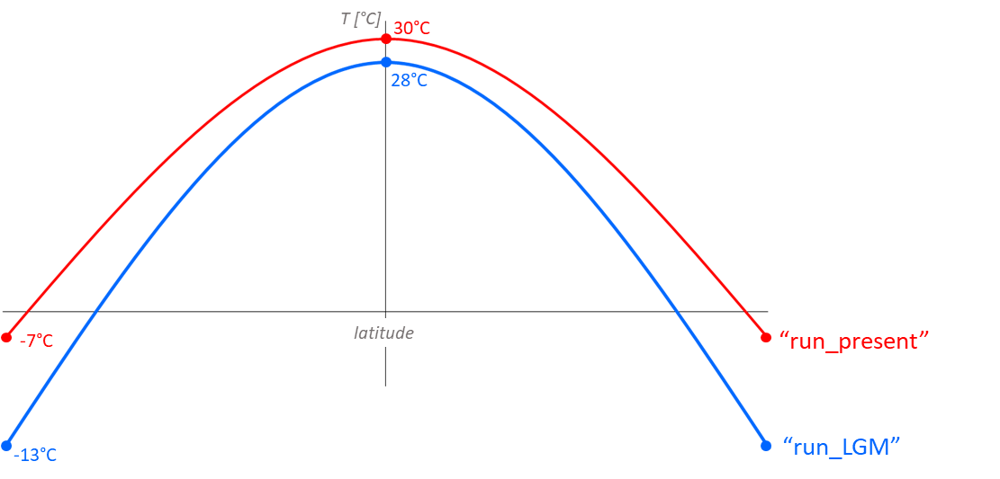 T [°C]
30°C
28°C
latitude
-7°C
“run_present”
-13°C
“run_LGM”